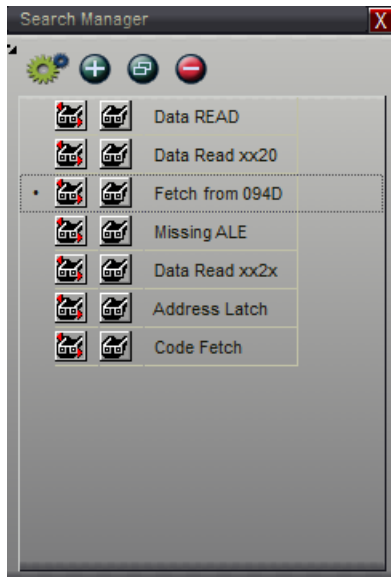 Search Manager X
Data READ
Data Read xx20
Fetch from 094D
Missing ALE
Data Read xx2x
Address Latch
Code Fetch